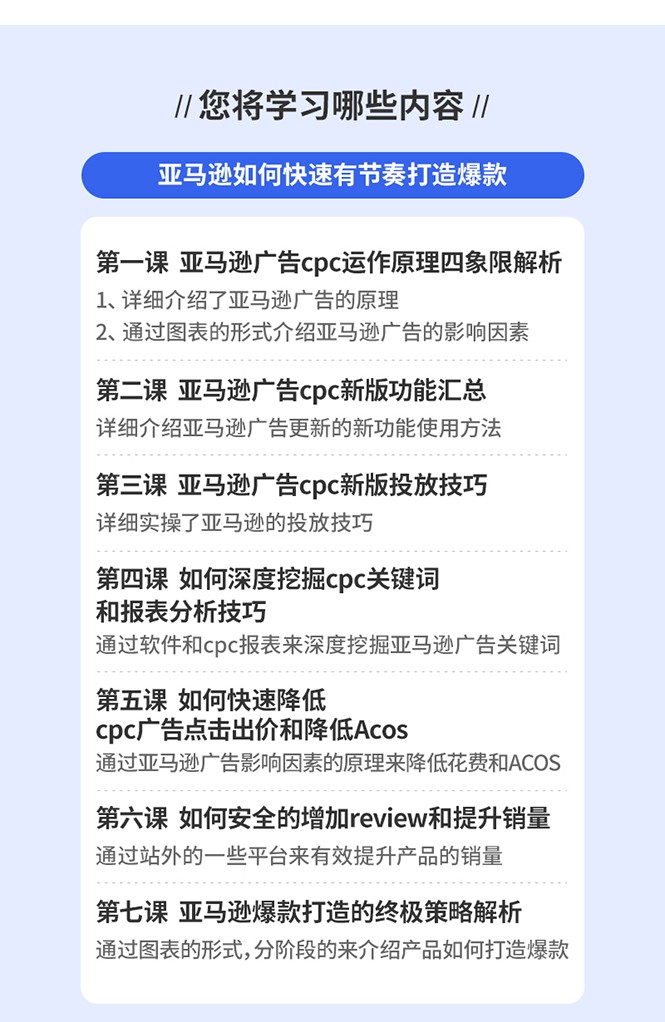 // 您将学习哪些内容 //
亚马逊如何快速有节奏打造爆款
第一课 亚马逊广告cpc运作原理四象限解析
1、详细介绍了亚马逊广告的原理
2、通过图表的形式介绍亚马逊广告的影响因素
第二课 亚马逊广告cpc新版功能汇总
详细介绍亚马逊广告更新的新功能使用方法
第三课 亚马逊广告cpc新版投放技巧
详细实操了亚马逊的投放技巧
第四课 如何深度挖掘cpc关键词
和报表分析技巧
通过软件和cpc报表来深度挖掘亚马逊广告关键词
第五课 如何快速降低
cpc广告点击出价和降低Acos
通过亚马逊广告影响因素的原理来降低花费和ACOS
第六课 如何安全的增加review和提升销量
通过站外的一些平台来有效提升产品的销量
第七课 亚马逊爆款打造的终极策略解析
通过图表的形式，分阶段的来介绍产品如何打造爆款